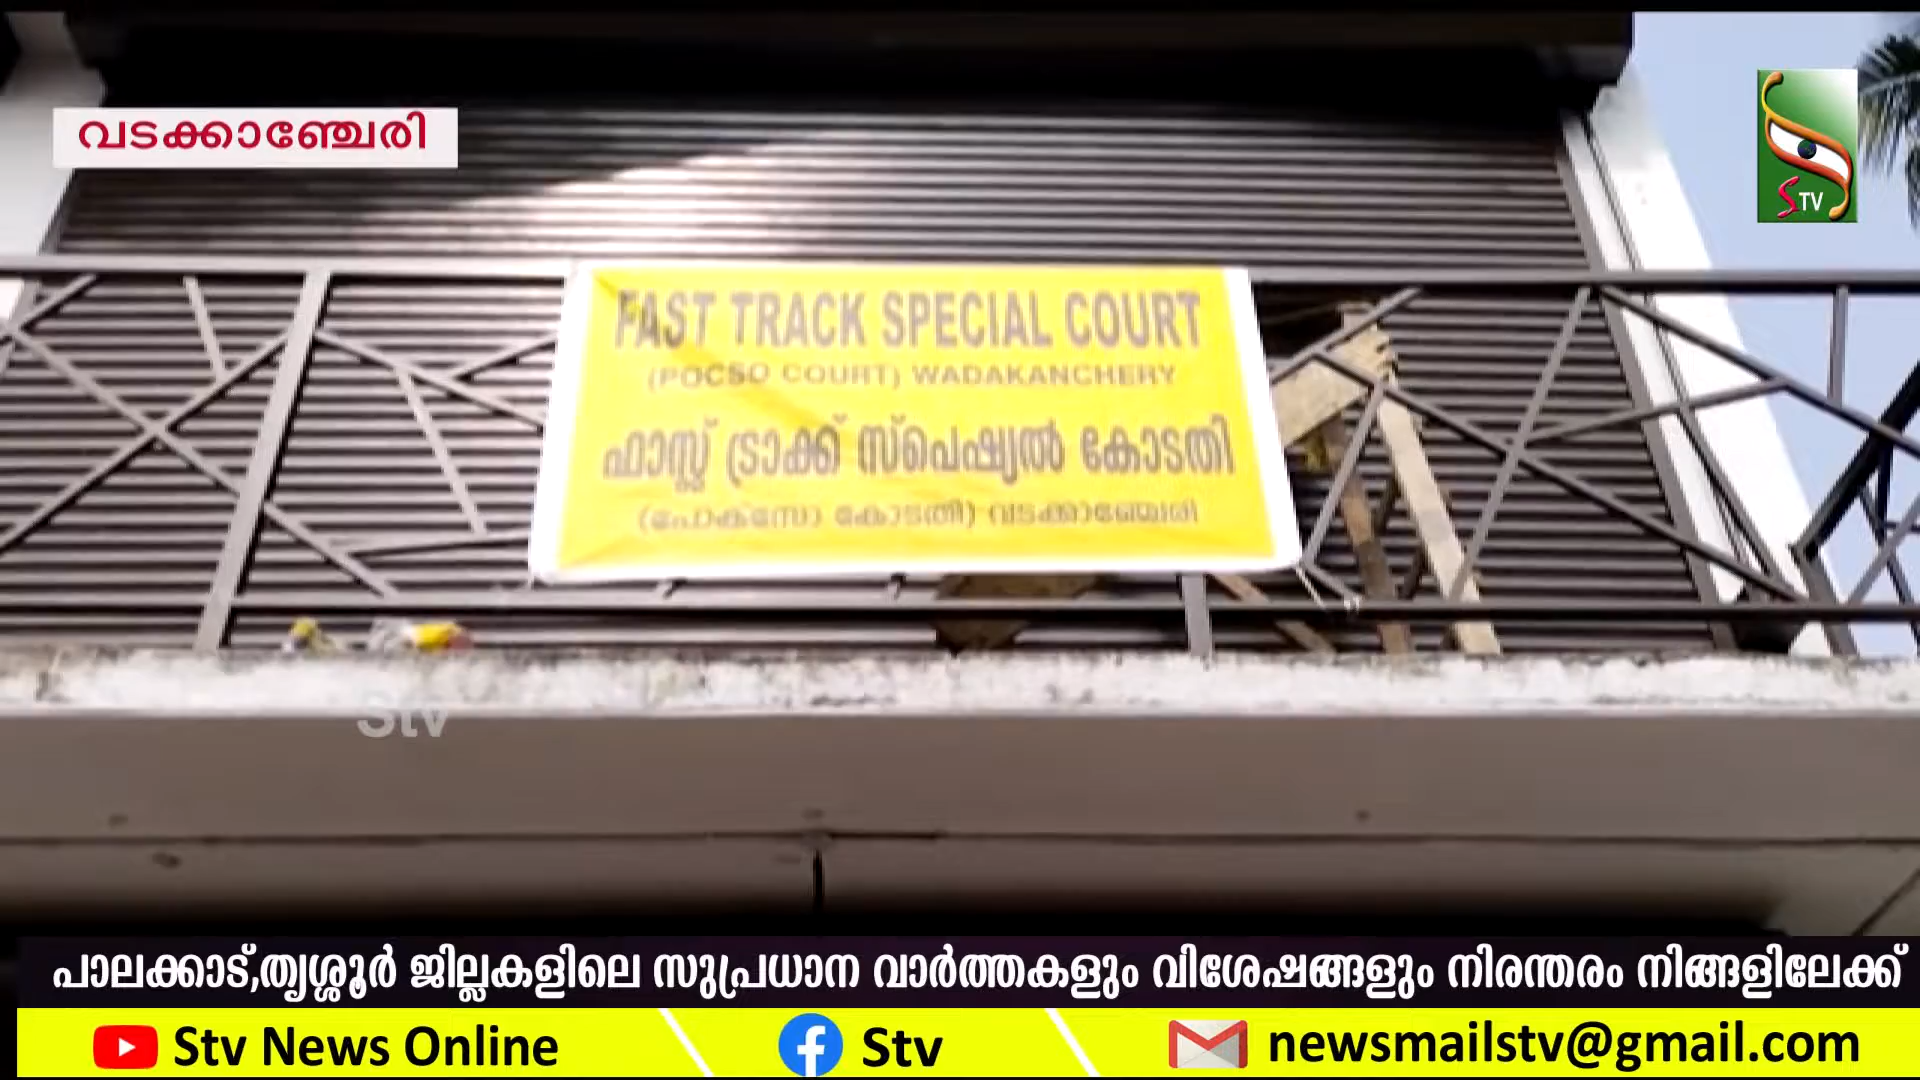 വടക്കാഞ്ചേരി
STV
FAST TRACK SPECIAL COURT
(POCSO COURT) WADAKANCHERY
ഫാസ്റ്റ് ട്രാക്ക് സ്പെഷ്യൽ കോടതി
(പോക്സോ കോടതി) വടക്കാഞ്ചേരി
Stv
പാലക്കാട്,തൃശ്ശൂർ ജില്ലകളിലെ സുപ്രധാന വാർത്തകളും വിശേഷങ്ങളും നിരന്തരം നിങ്ങളിലേക്ക്
Stv News Online
Stv
newsmailstv@gmail.com